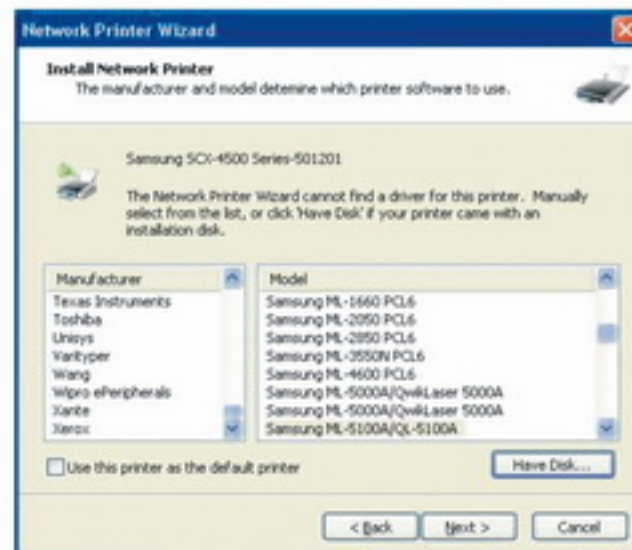 Network Printer Wizard
Install Network Printer
The manufacturer and model detemine which printer software to use.
Samsung SCX-4500 Series-501201
The Network Printer Wizard cannot find a driver for this printer. Manually
select from the list, or click 'Have Disk' if your printer came with an
installation disk.
Manufacturer
Texas Instruments
Toshiba
Unisys
Varityper
Wang
Wipro ePeripherals
Xante
Xerox
Model
Samsung ML-1660 PCL6
Samsung ML-2050 PCL6
Samsung ML-2850 PCL6
Samsung ML-3550N PCL6
Samsung ML-4600 PCL6
Samsung ML-5000A/QwikLaser 5000A
Samsung ML-5000A/QwikLaser 5000A
Samsung ML-5100A/QL-5100A
Use this printer as the default printer
Have Disk...
< Back
Next >
Cancel